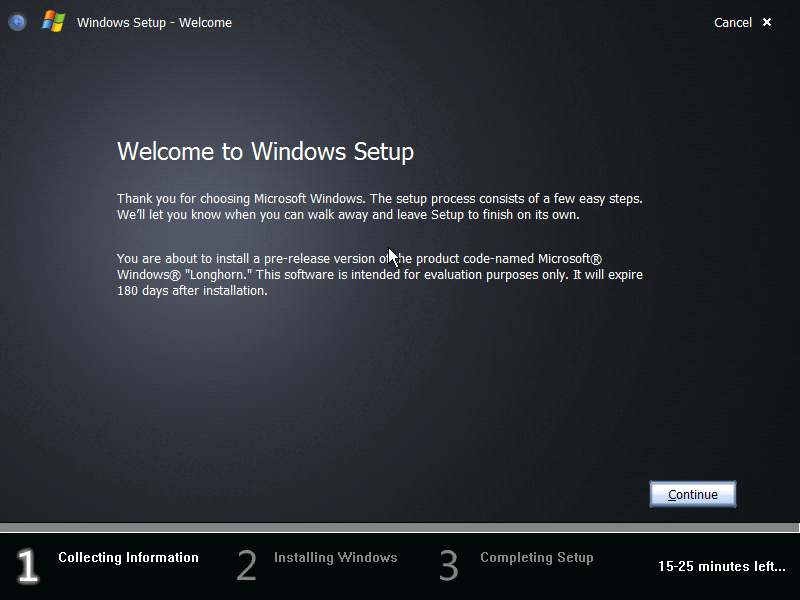 Windows Setup - Welcome
Cancel
Welcome to Windows Setup
Thank you for choosing Microsoft Windows. The setup process consists of a few easy steps.
We'll let you know when you can walk away and leave Setup to finish on its own.
You are about to install a pre-release version of the product code-named Microsoft®
Windows® "Longhorn." This software is intended for evaluation purposes only. It will expire
180 days after installation.
Continue
1 Collecting Information
2 Installing Windows
3 Completing Setup
15-25 minutes left...